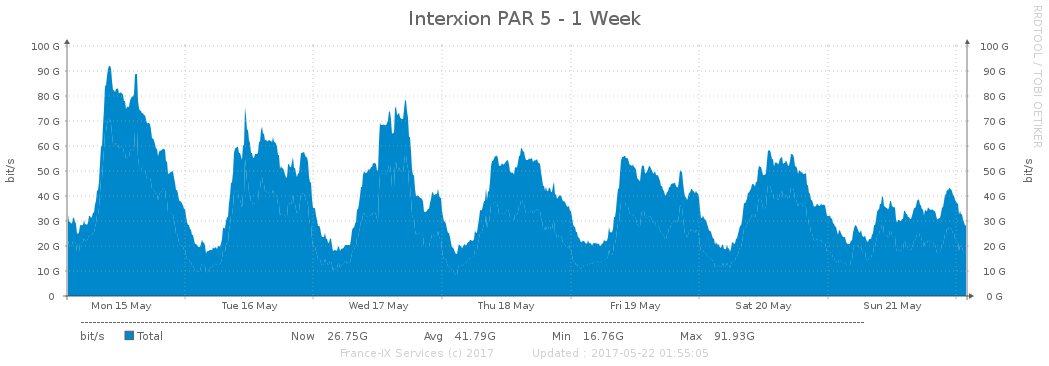 Interxion PAR 5 - 1 Week
RRDTOOL / TOBI OETIKER
bit/s
100 G
90 G
80 G
70 G
60 G
50 G
40 G
30 G
20 G
10 G
0
100 G
90 G
80 G
70 G
60 G
50 G
40 G
30 G
20 G
10 G
0 G
bit/s
Mon 15 May Tue 16 May Wed 17 May Thu 18 May Fri 19 May Sat 20 May Sun 21 May
bit/s Total Now 26.75G Avg 41.79G Min 16.76G Max 91.93G
France-IX Services (c) 2017 Updated : 2017-05-22 01:55:05